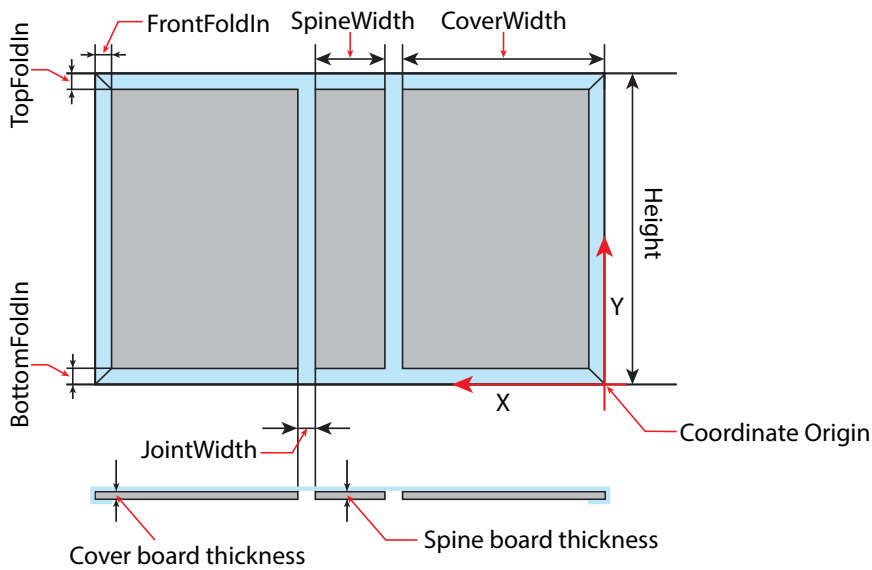 FrontFoldIn
SpineWidth
CoverWidth
TopFoldIn
Height
Y
BottomFoldIn
X
Coordinate Origin
JointWidth
Cover board thickness
Spine board thickness